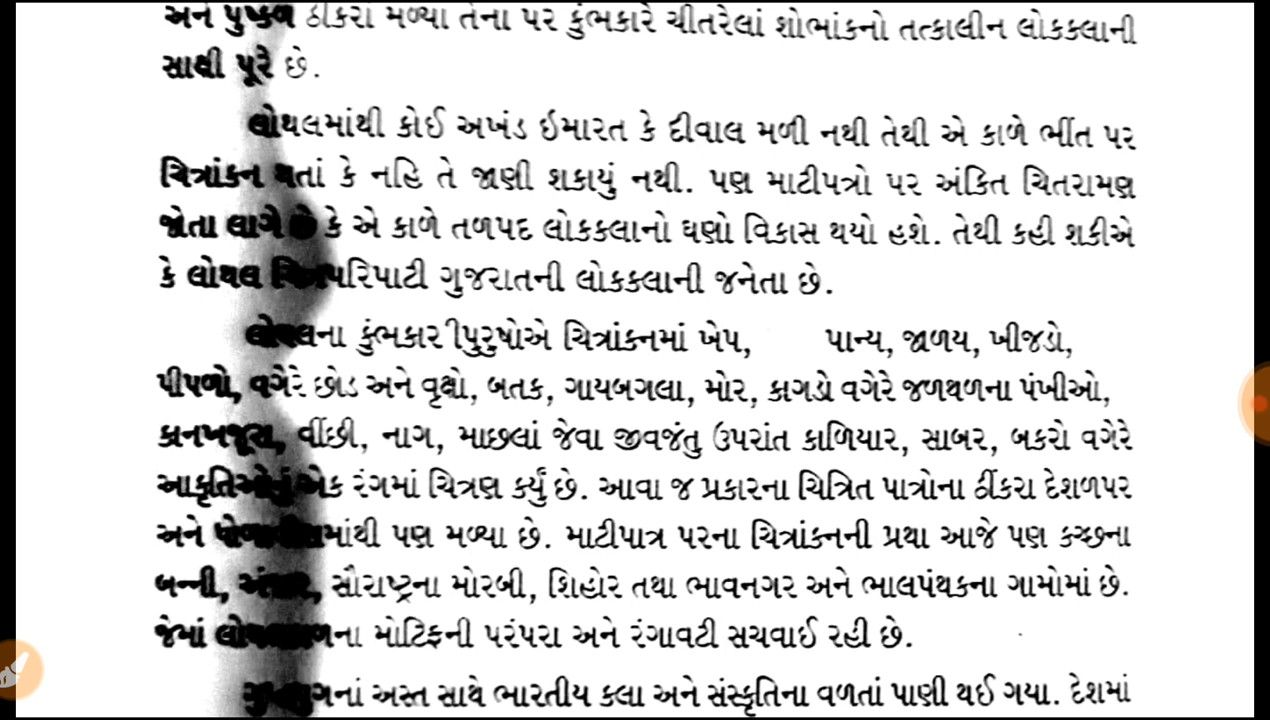 અને પુષ્કળ ઠીકરાં મળ્યા તેના પર કુંભકારે ચીતરેલાં શોભાંકનો તત્કાલીન લોકકલાની
સાક્ષી પૂરે છે.
લોથલમાંથી કોઈ અખંડ ઇમારત કે દીવાલ મળી નથી તેથી એ કાળે ભીંત પર
ચિત્રાંકન થતાં કે નહિ તે જાણી શકાયું નથી. પણ માટીપત્રો પર અંકિત ચિતરામણ
જોતા લાગે છે કે એ કાળે તળપદ લોકકલાનો ઘણો વિકાસ થયો હશે. તેથી કહી શકીએ
કે લોથલ ચિત્રપરિપાટી ગુજરાતની લોકકલાની જનેતા છે.
લોથલના કુંભકાર પુરુષોએ ચિત્રાંકનમાં ખેપ, પાન્ય, જાળય, ખીજડો,
પીપળો, વગેરે છોડ અને વૃક્ષો, બતક, ગાયબગલા, મોર, કાગડો વગેરે જળથળના પંખીઓ,
કાનખજૂરા, વીંછી, નાગ, માછલાં જેવા જીવજંતુ ઉપરાંત કાળિયાર, સાબર, બકરો વગેરે
આકૃતિઓનું એક રંગમાં ચિત્રણ કર્યું છે. આવા જ પ્રકારના ચિત્રિત પાત્રોના ઠીંકરા દેશળપર
અને માંથી પણ મળ્યા છે. માટીપાત્ર પરના ચિત્રાંકનની પ્રથા આજે પણ કચ્છના
બન્ની, અંજાર, સૌરાષ્ટ્રના મોરબી, શિહોર તથા ભાવનગર અને ભાલપંથકના ગામોમાં છે.
જેમાં મોટિફની પરંપરા અને રંગાવટી સચવાઈ રહી છે.
અસ્ત સાથે ભારતીય કલા અને સંસ્કૃતિના વળતાં પાણી થઈ ગયા. દેશમાં